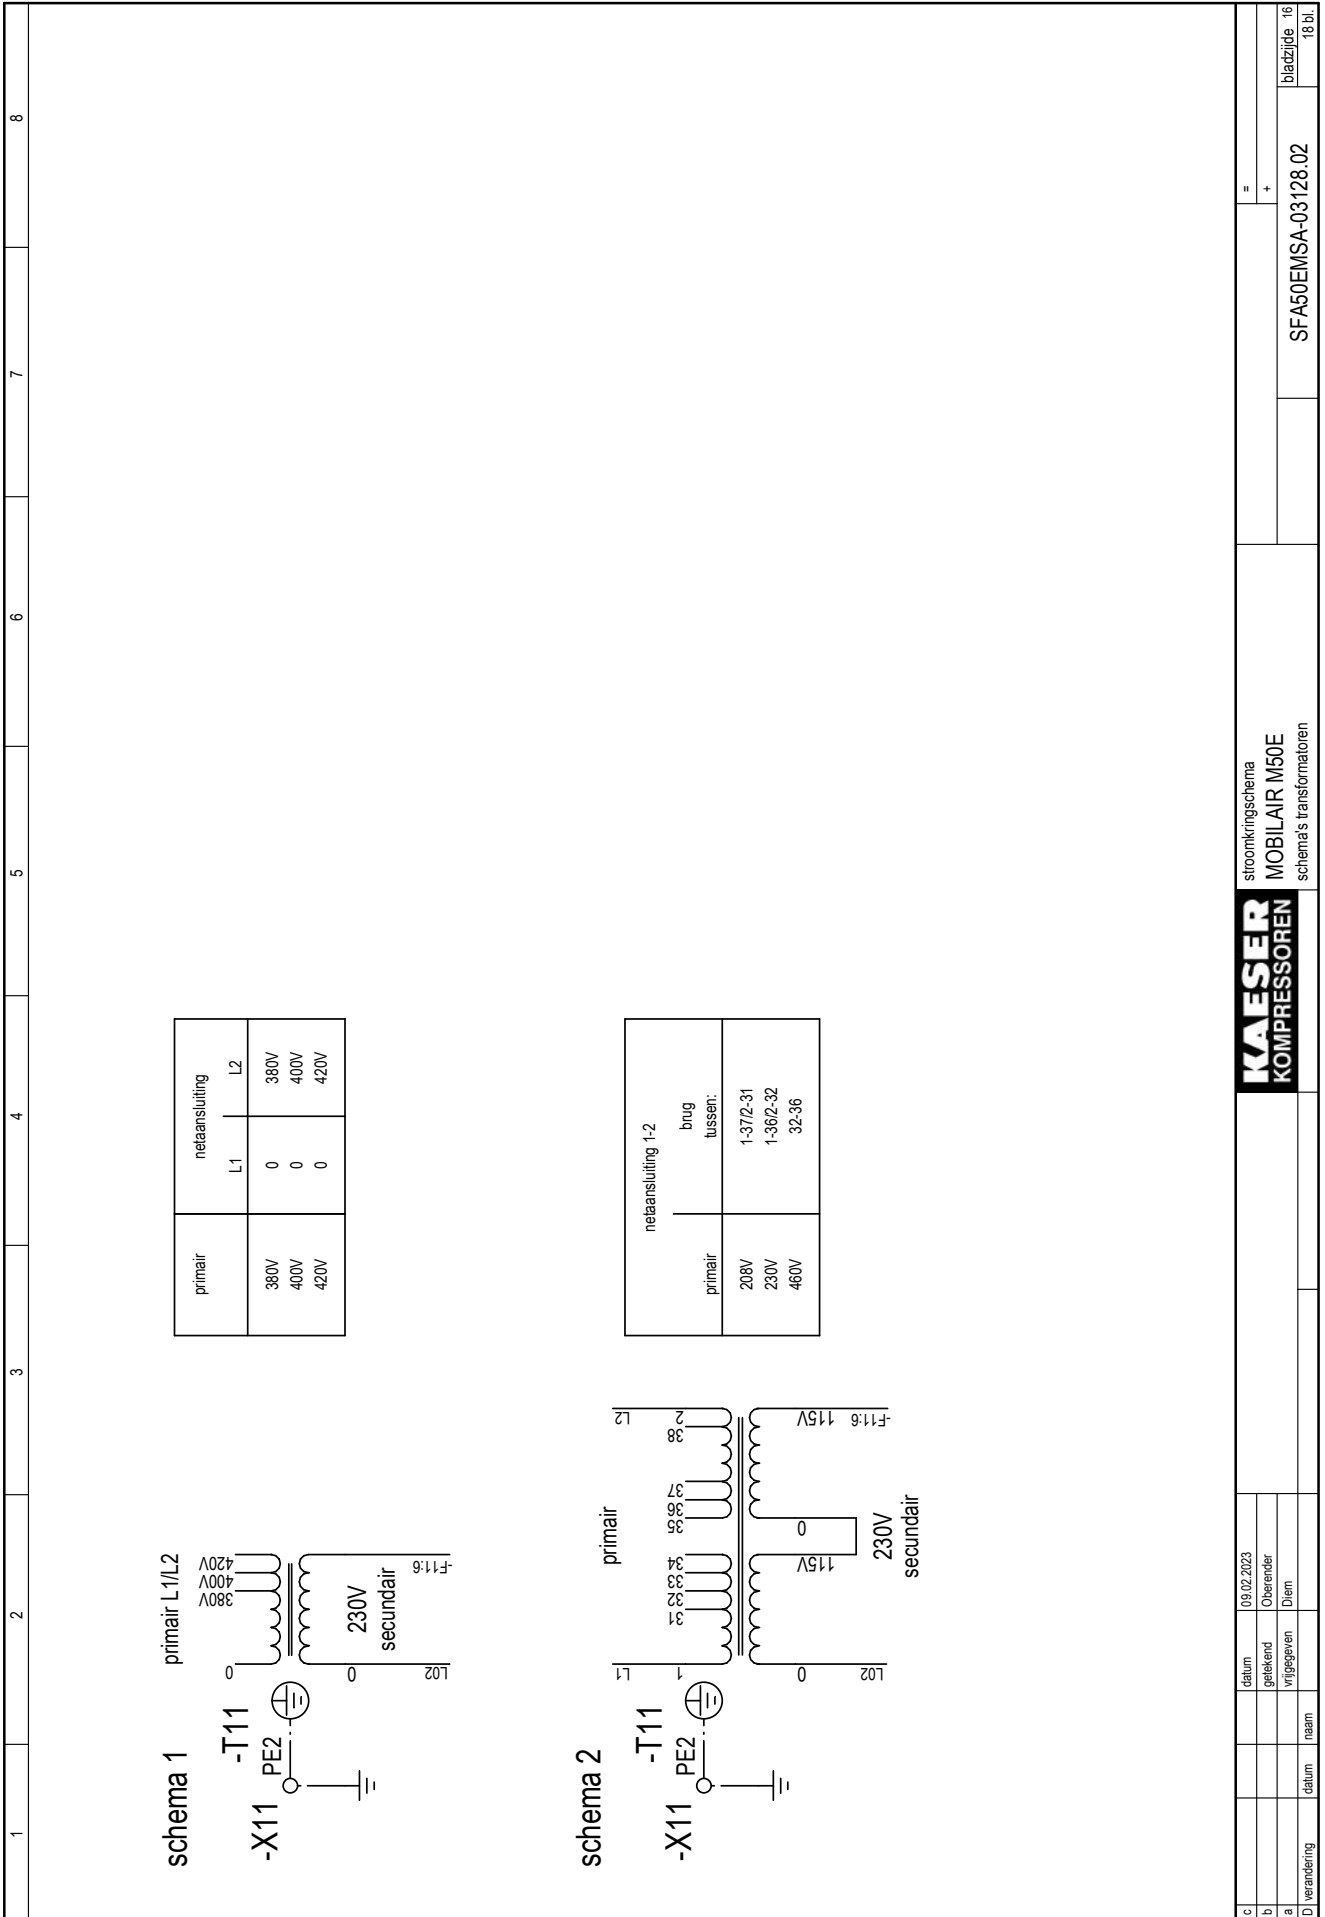 1 2 3 4 5 6 7 8
schema 1
primair L1/L2
-T11
-X11
PE2
0
380V
400V
420V
0
230V
secundair
L02
-F11:6
primair netaansluiting
L1 L2
380V 0 380V
400V 0 400V
420V 0 420V
schema 2
primair
-T11
-X11
PE2
L1
L2
1 31 32 33 34 35 36 37 38 2
0 115V 0 115V
L02
-F11:6
230V
secundair
netaansluiting 1-2
primair
brug
tussen:
208V 1-37/2-31
230V 1-36/2-32
460V 32-36
c
b
a
D verandering datum naam
datum 09.02.2023
getekend Oberender
vrijgegeven Diem
KAESER
KOMPRESSOREN
stroomkringschema
MOBILAIR M50E
schema's transformatoren
=
+
SFA50EMSA-03128.02
bladzijde 16
18 bl.